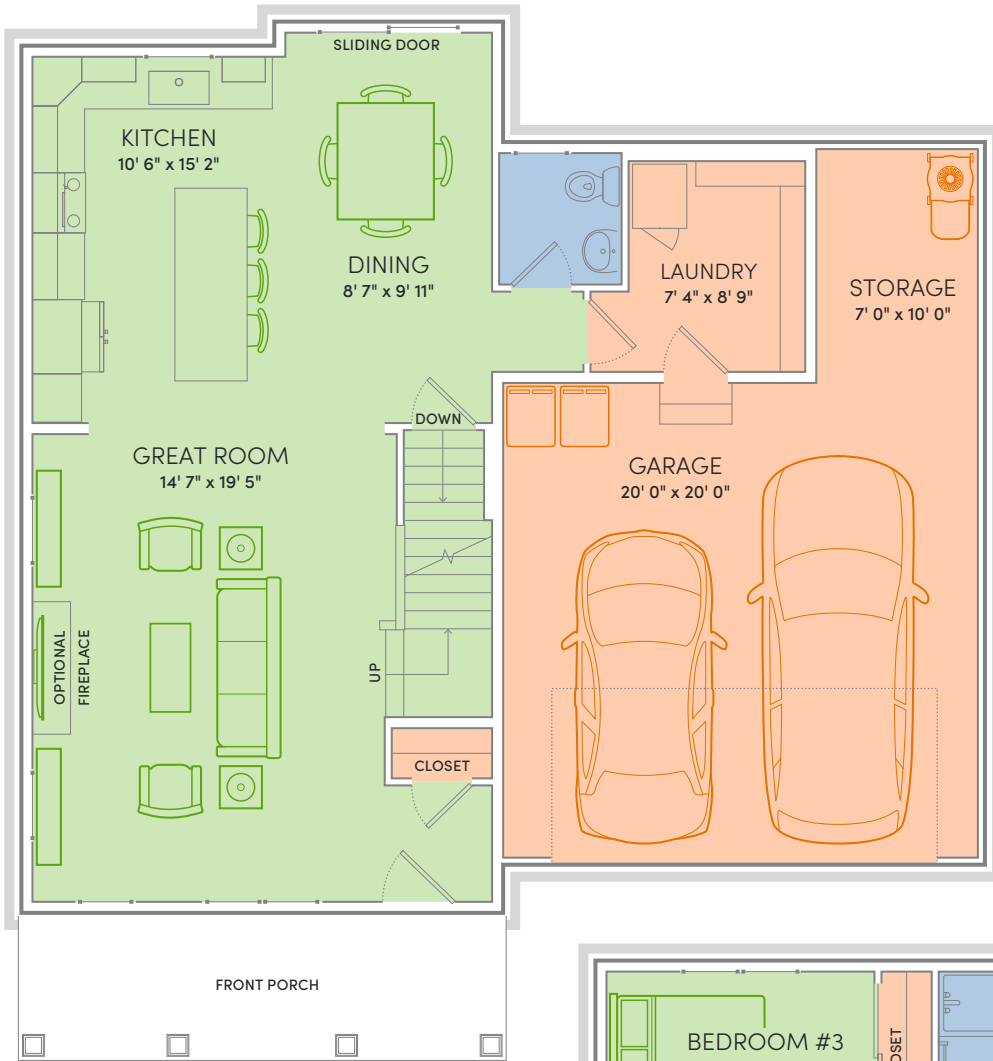 SLIDING DOOR
KITCHEN
10' 6" x 15' 2"
DINING
8' 7" x 9' 11"
LAUNDRY
7' 4" x 8' 9"
STORAGE
7' 0" x 10' 0"
DOWN
GREAT ROOM
14' 7" x 19' 5"
GARAGE
20' 0" x 20' 0"
OPTIONAL
FIREPLACE
UP
CLOSET
FRONT PORCH
BEDROOM #3